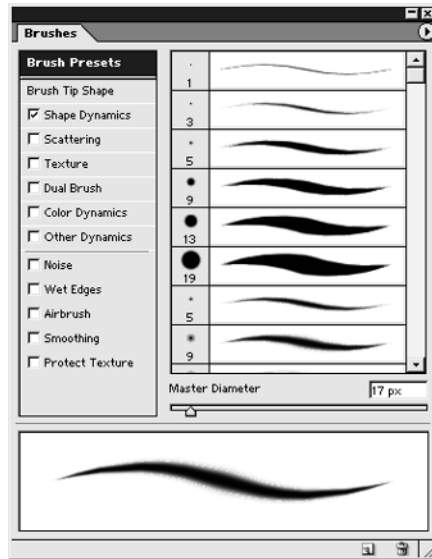 Brushes
Brush Presets
Brush Tip Shape
Shape Dynamics
Scattering
Texture
Dual Brush
Color Dynamics
Other Dynamics
Noise
Wet Edges
Airbrush
Smoothing
Protect Texture
1
3
5
9
13
19
5
9
Master Diameter
17 px